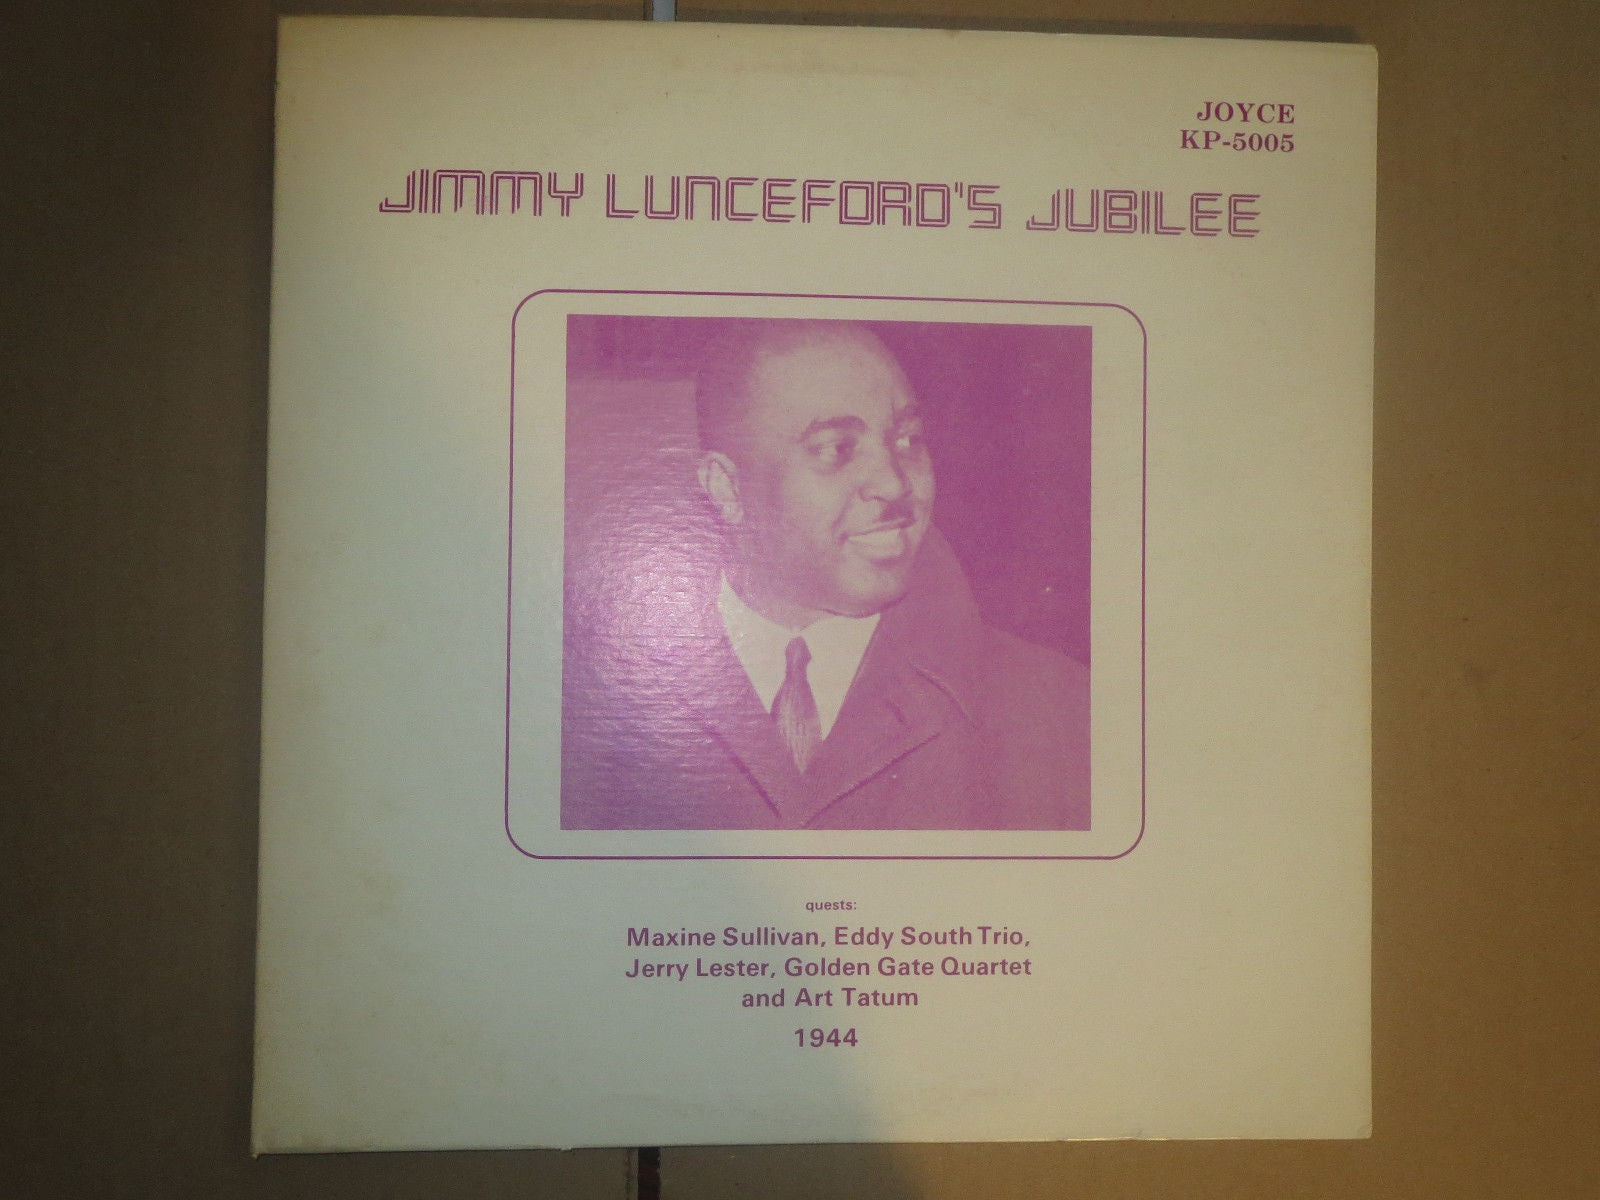 JOYCE
KP-5005
JIMMY LUNCEFORD'S JUBILEE
quests:
Maxine Sullivan, Eddy South Trio,
Jerry Lester, Golden Gate Quartet
and Art Tatum
1944